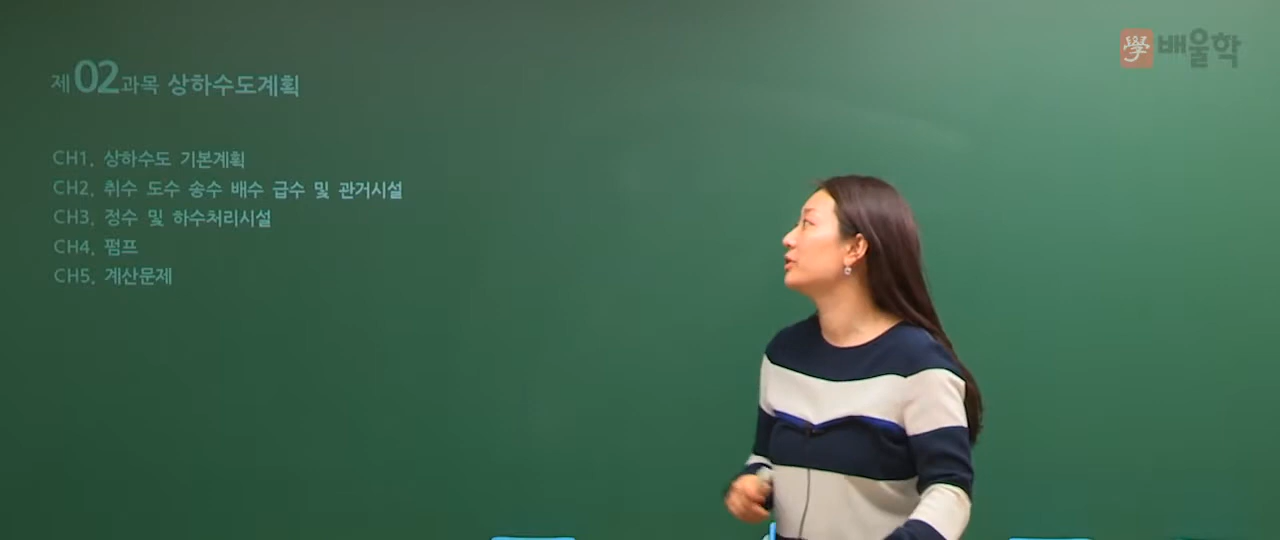 제02과목 상하수도계획
學 배울학
CH1. 상하수도 기본계획
CH2. 취수 도수 송수 배수 급수 및 관거시설
CH3. 정수 및 하수처리시설
CH4. 펌프
CH5. 계산문제